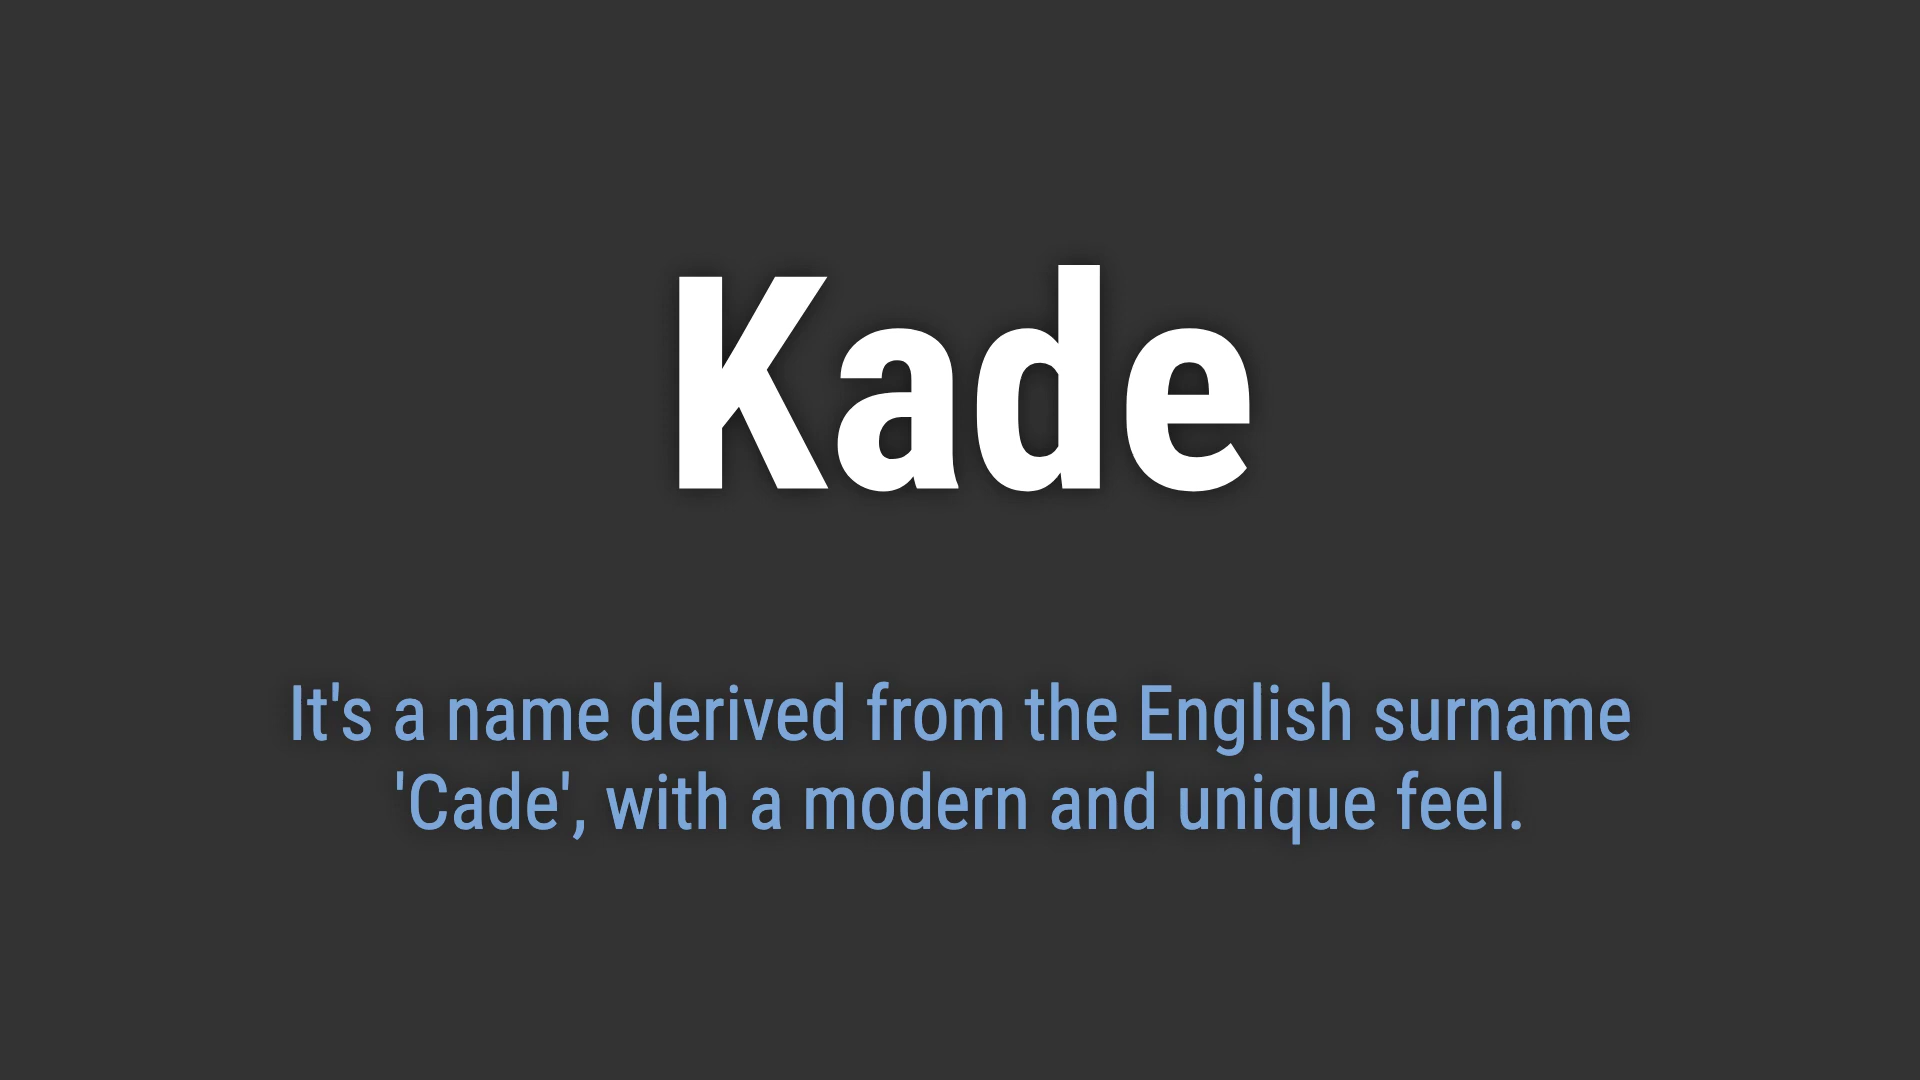 Kade
It's a name derived from the English surname
'Cade', with a modern and unique feel.